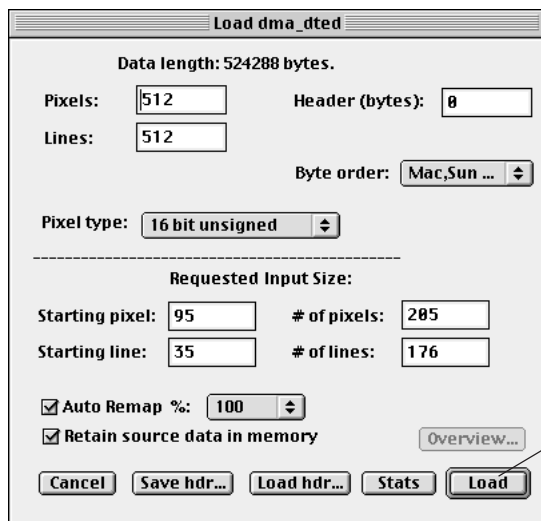 Load dma_dted
Data length: 524288 bytes.
Pixels: 512 Header (bytes): 0
Lines: 512
Byte order: Mac,Sun ...
Pixel type: 16 bit unsigned
Requested Input Size:
Starting pixel: 95 # of pixels: 205
Starting line: 35 # of lines: 176
Auto Remap %: 100
Retain source data in memory Overview...
Cancel Save hdr... Load hdr... Stats Load